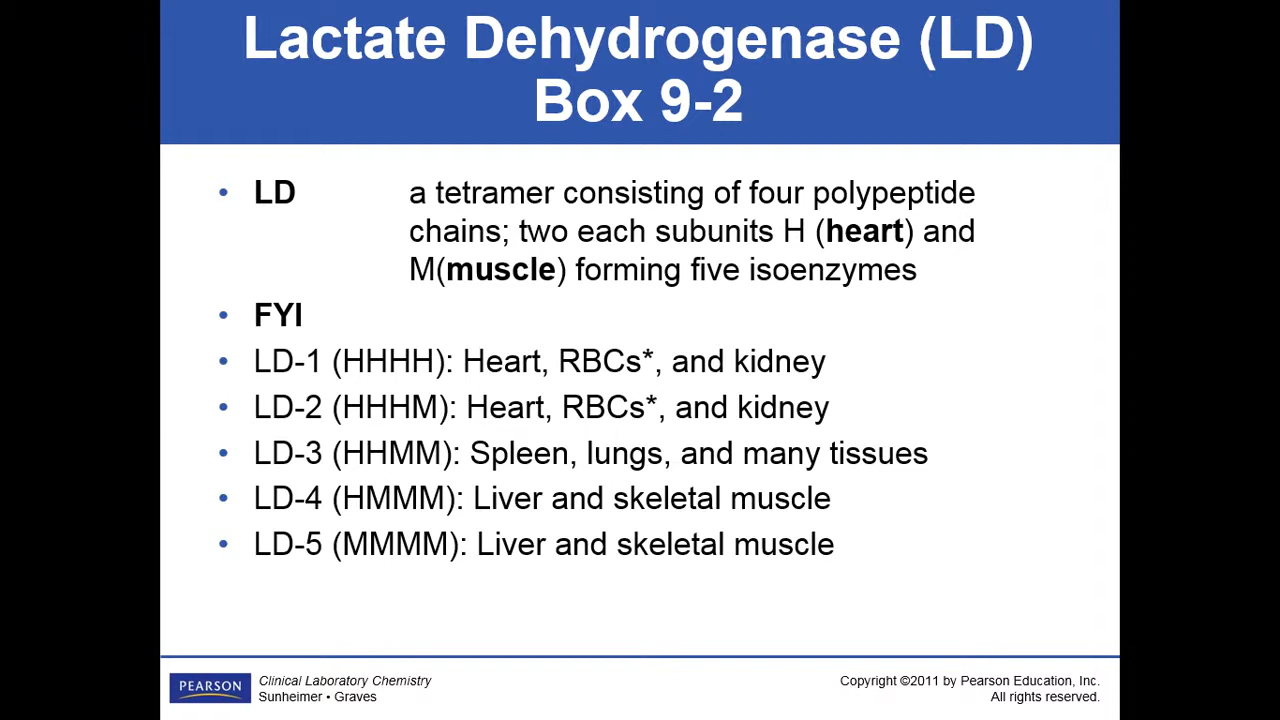 Lactate Dehydrogenase (LD)
Box 9-2
• LD a tetramer consisting of four polypeptide
chains; two each subunits H (heart) and
M(muscle) forming five isoenzymes
• FYI
• LD-1 (HHHH): Heart, RBCs*, and kidney
• LD-2 (HHHM): Heart, RBCs*, and kidney
• LD-3 (HHMM): Spleen, lungs, and many tissues
• LD-4 (HMMM): Liver and skeletal muscle
• LD-5 (MMMM): Liver and skeletal muscle
PEARSON
Clinical Laboratory Chemistry
Sunheimer • Graves
Copyright ©2011 by Pearson Education, Inc.
All rights reserved.